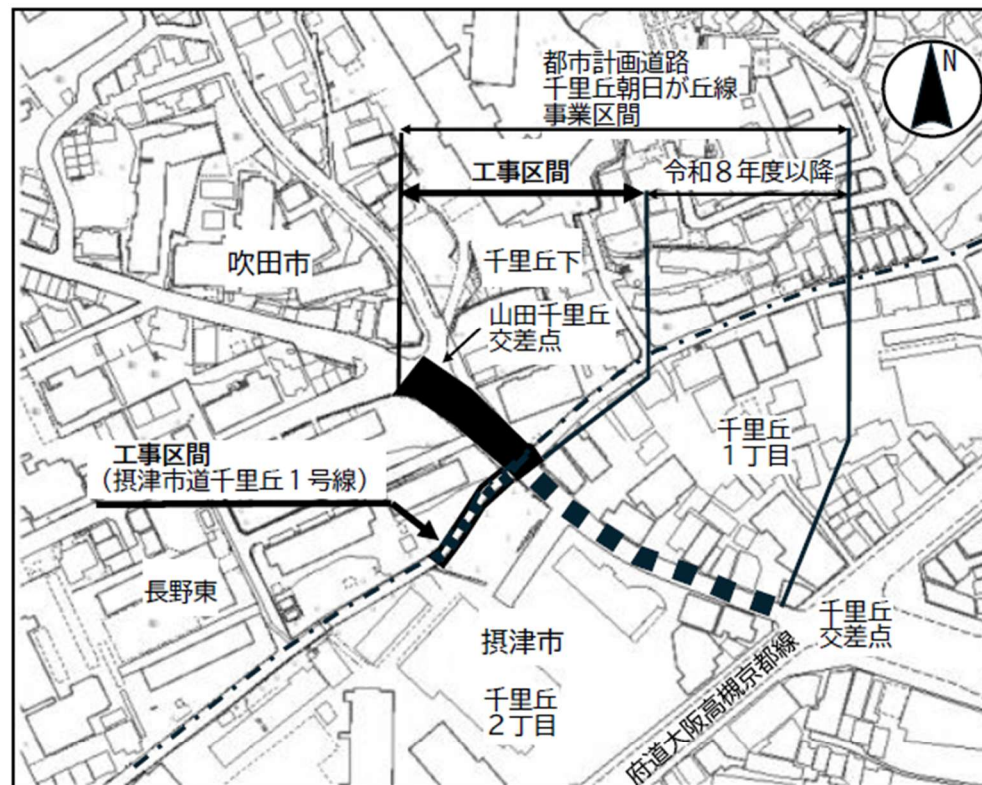 都市計画道路
千里丘朝日が丘線
事業区間
N
工事区間
令和８年度以降
吹田市
千里丘下
山田千里丘
交差点
工事区間
（摂津市道千里丘１号線）
千里丘
１丁目
長野東
摂津市
千里丘
２丁目
千里丘
交差点
府道大阪高槻京都線